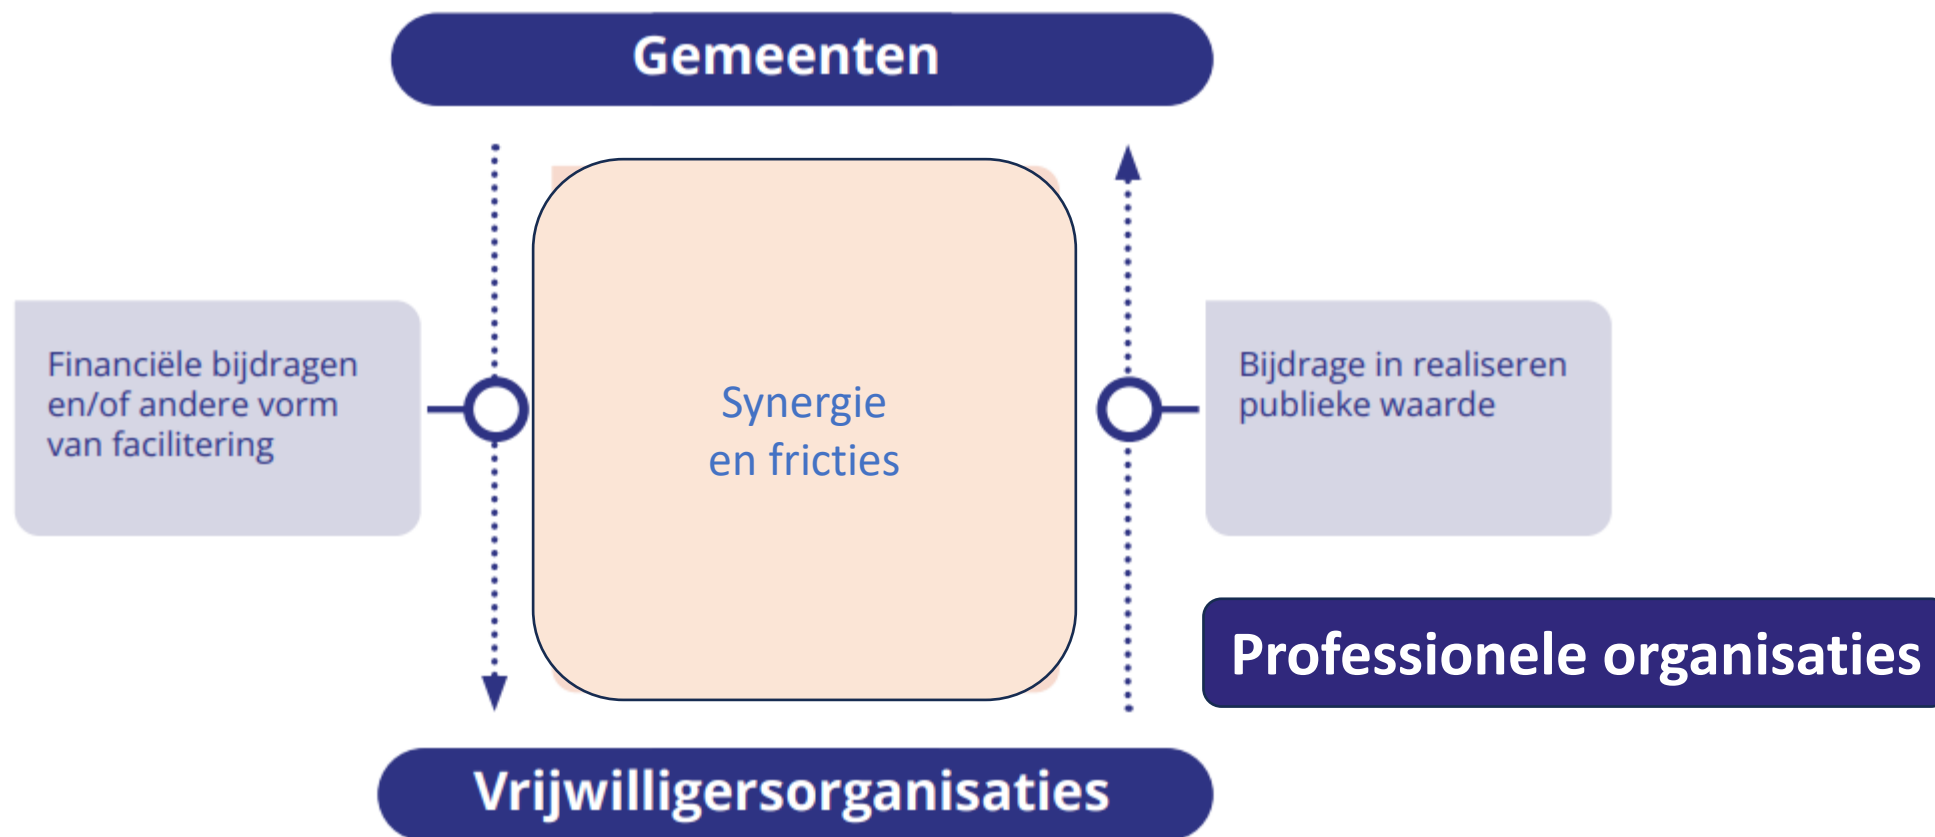 Gemeenten
Financiële bijdragen
en/of andere vorm
van facilitering
Synergie
en fricties
Bijdrage in realiseren
publieke waarde
Professionele organisaties
Vrijwilligersorganisaties